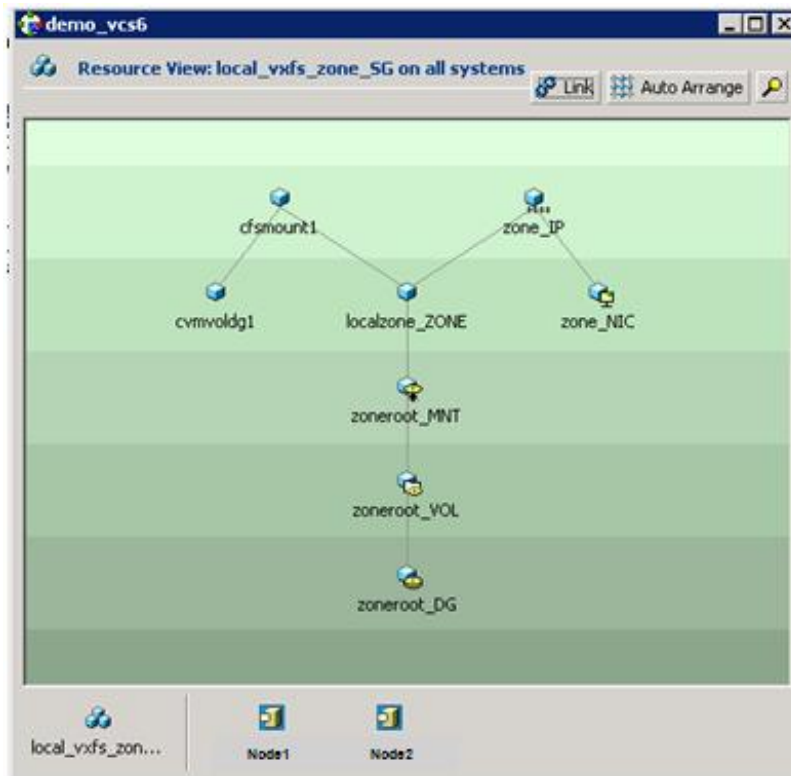 demo_vcs6
Resource View: local_vxfs_zone_SG on all systems
Link
Auto Arrange
cfsmount1
zone_IP
cvmvoldg1
localzone_ZONE
zone_NIC
zoneroot_MNT
zoneroot_VOL
zoneroot_DG
local_vxfs_zon...
Node1
Node2